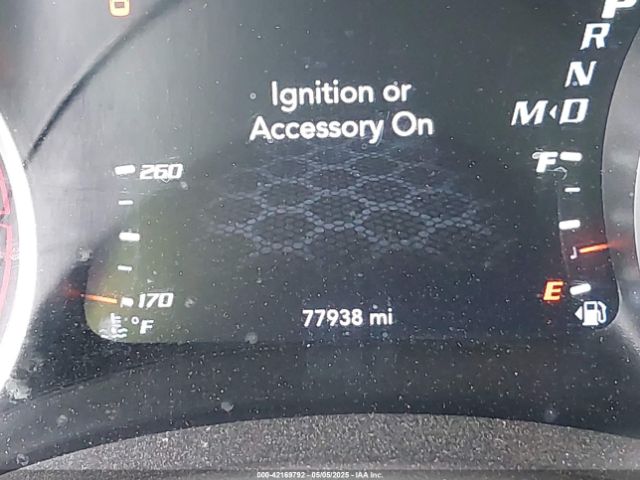 P
R
N
M◂D
Ignition or
Accessory On
260
F
170
°F
E
77938 mi
000-42169792 - 05/05/2025 - IAA Inc.